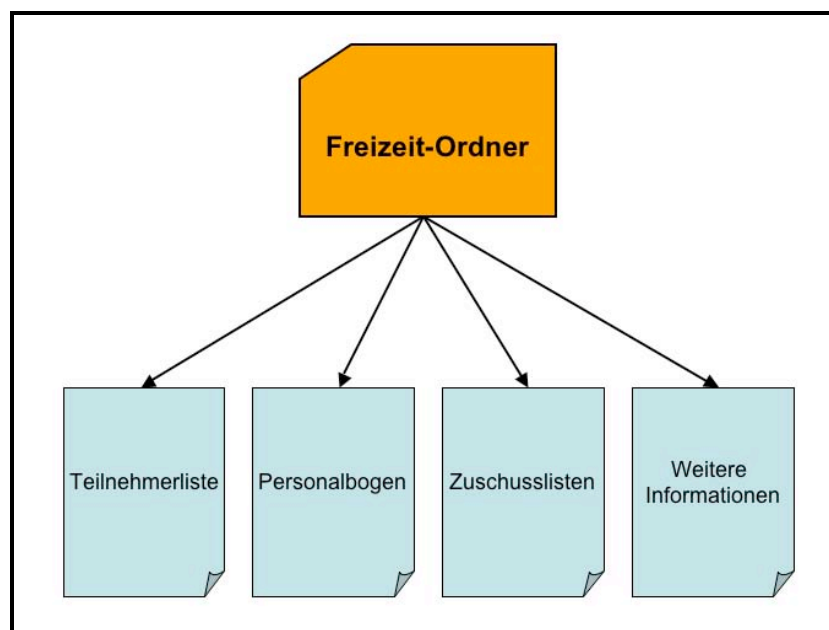 Freizeit-Ordner
Teilnehmerliste
Personalbogen
Zuschusslisten
Weitere
Informationen